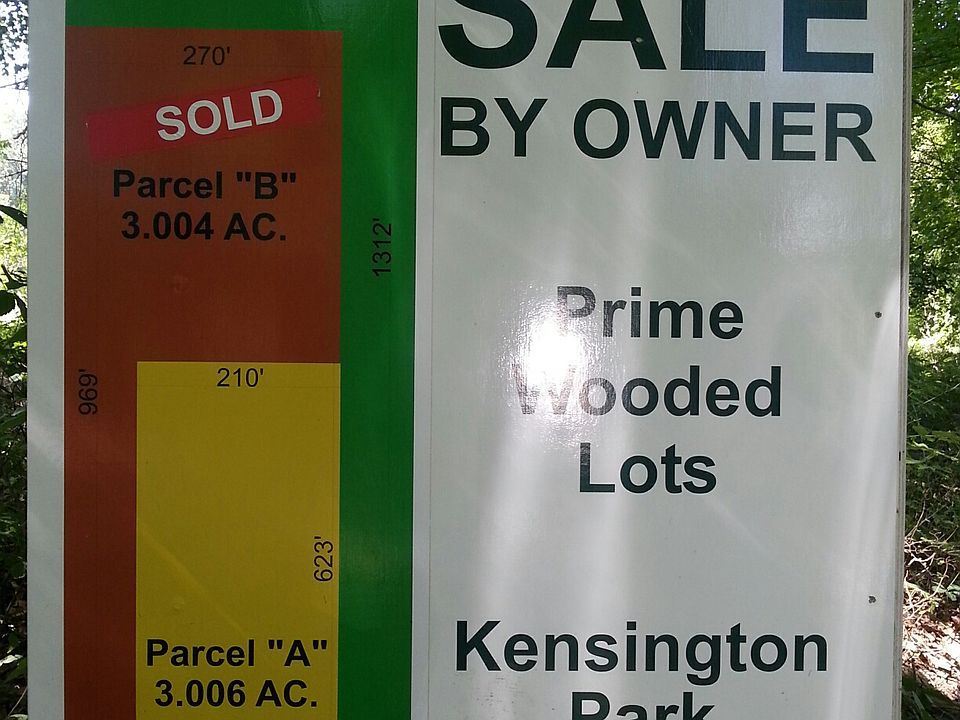 270'
SOLD
Parcel "B"
3.004 AC.
1312'
969'
210'
623'
Parcel "A"
3.006 AC.
SALE
BY OWNER
Prime
Wooded
Lots
Kensington
Park